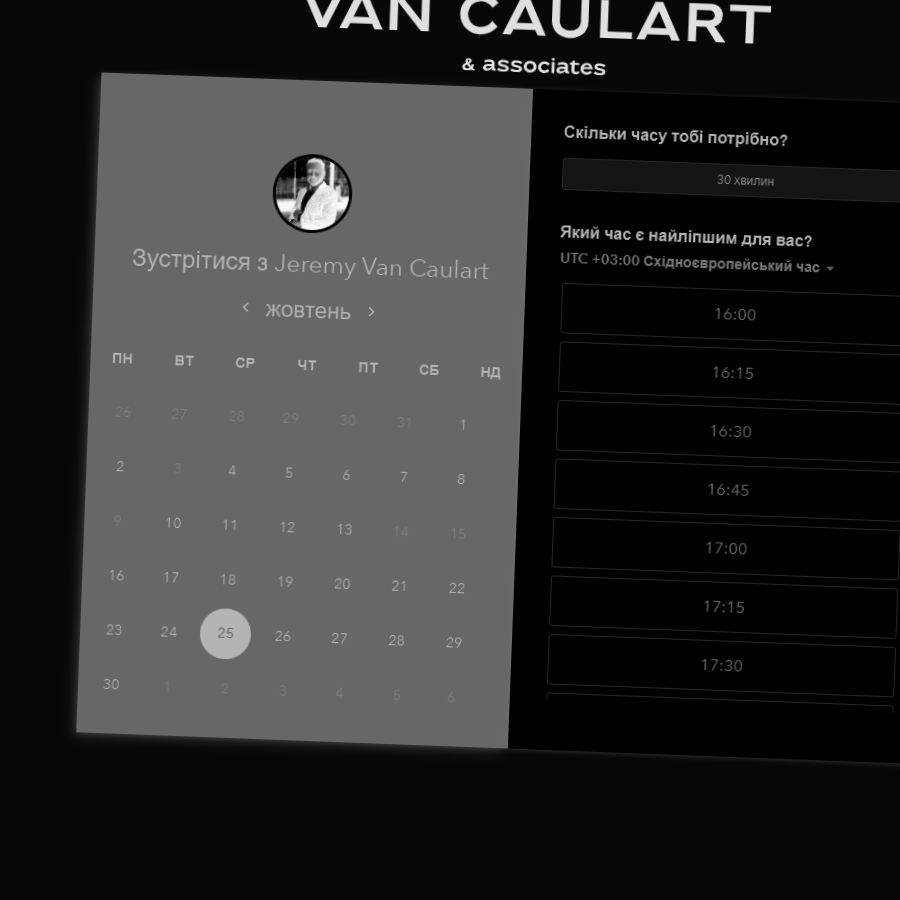 VAN CAULART
& associates
Зустрітися з Jeremy Van Caulart
жовтень
ПН ВТ СР ЧТ ПТ СБ НД
26 27 28 29 30 31 1
2 3 4 5 6 7 8
9 10 11 12 13 14 15
16 17 18 19 20 21 22
23 24 25 26 27 28 29
30 1 2 3 4 5 6
Скільки часу тобі потрібно?
30 хвилин
Який час є найліпшим для вас?
UTC +03:00 Східноєвропейський час
16:00
16:15
16:30
16:45
17:00
17:15
17:30